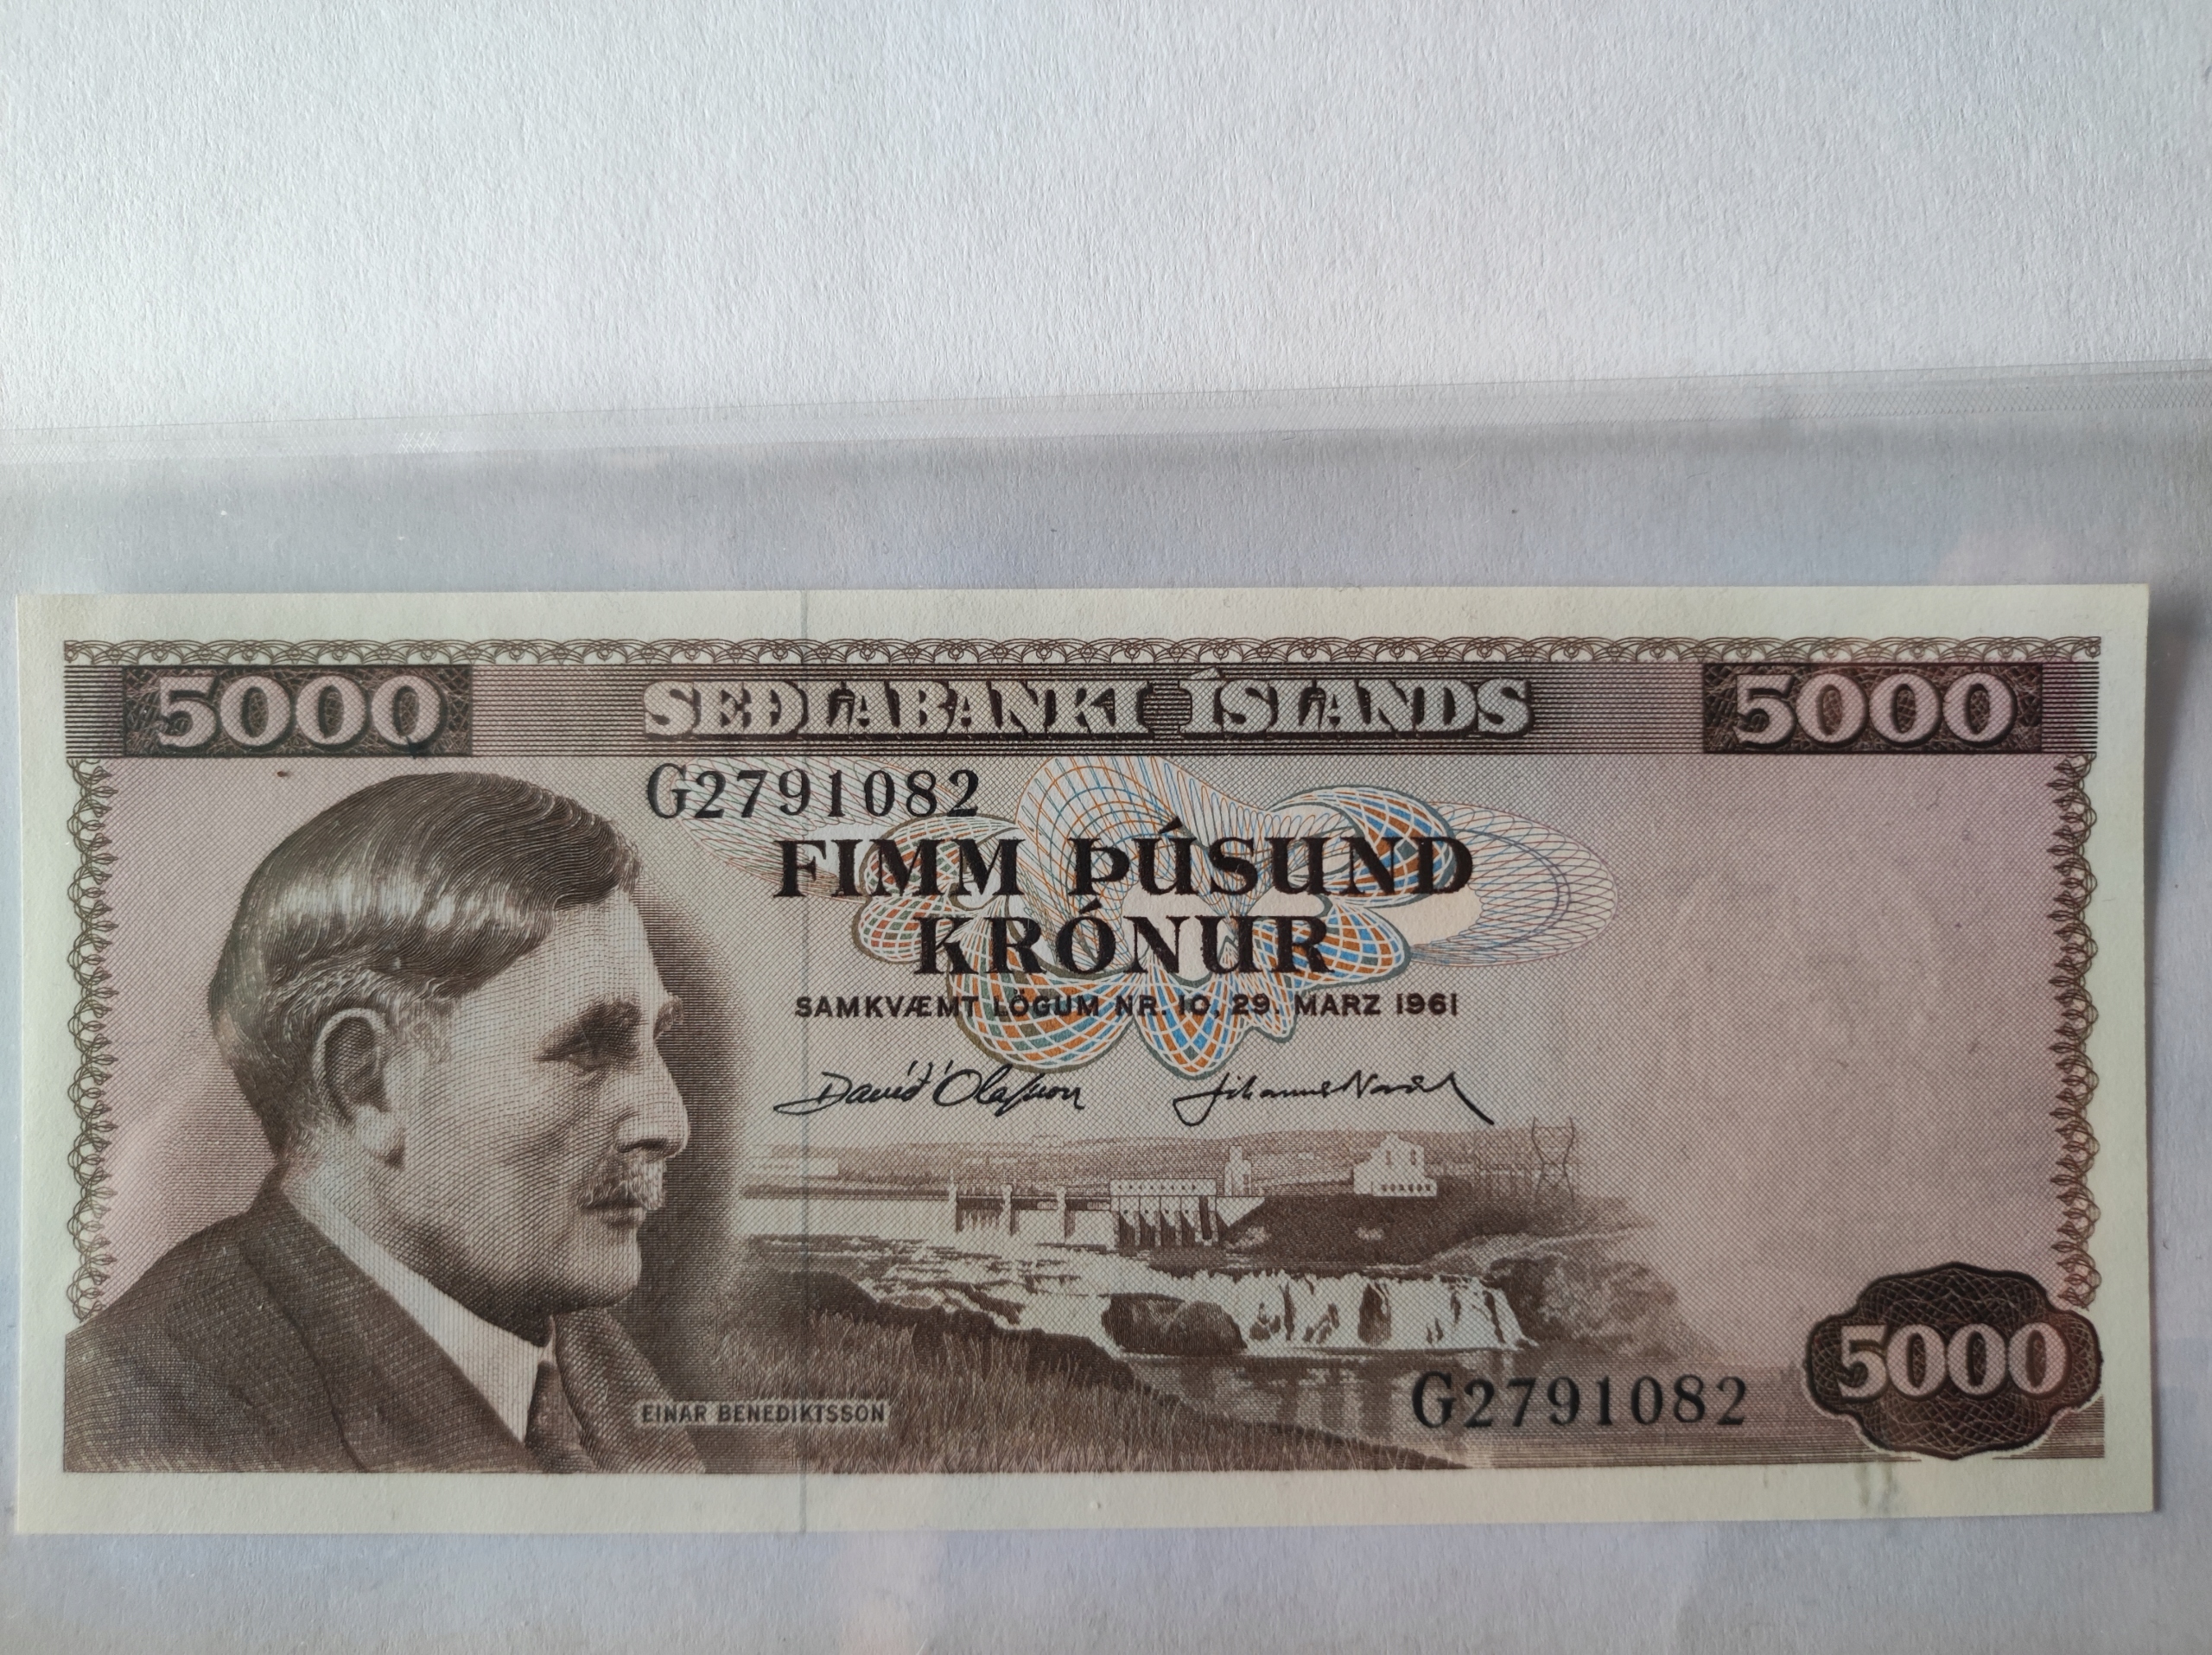 5000 SEÐLABANKI ÍSLANDS 5000
G2791082
FIMM ÞÚSUND
KRÓNUR
SAMKVÆMT LÖGUM NR. 10, 29. MARZ 1961
Davíð Ólafsson Jóhannes Nordal
EINAR BENEDIKTSSON
G2791082
5000